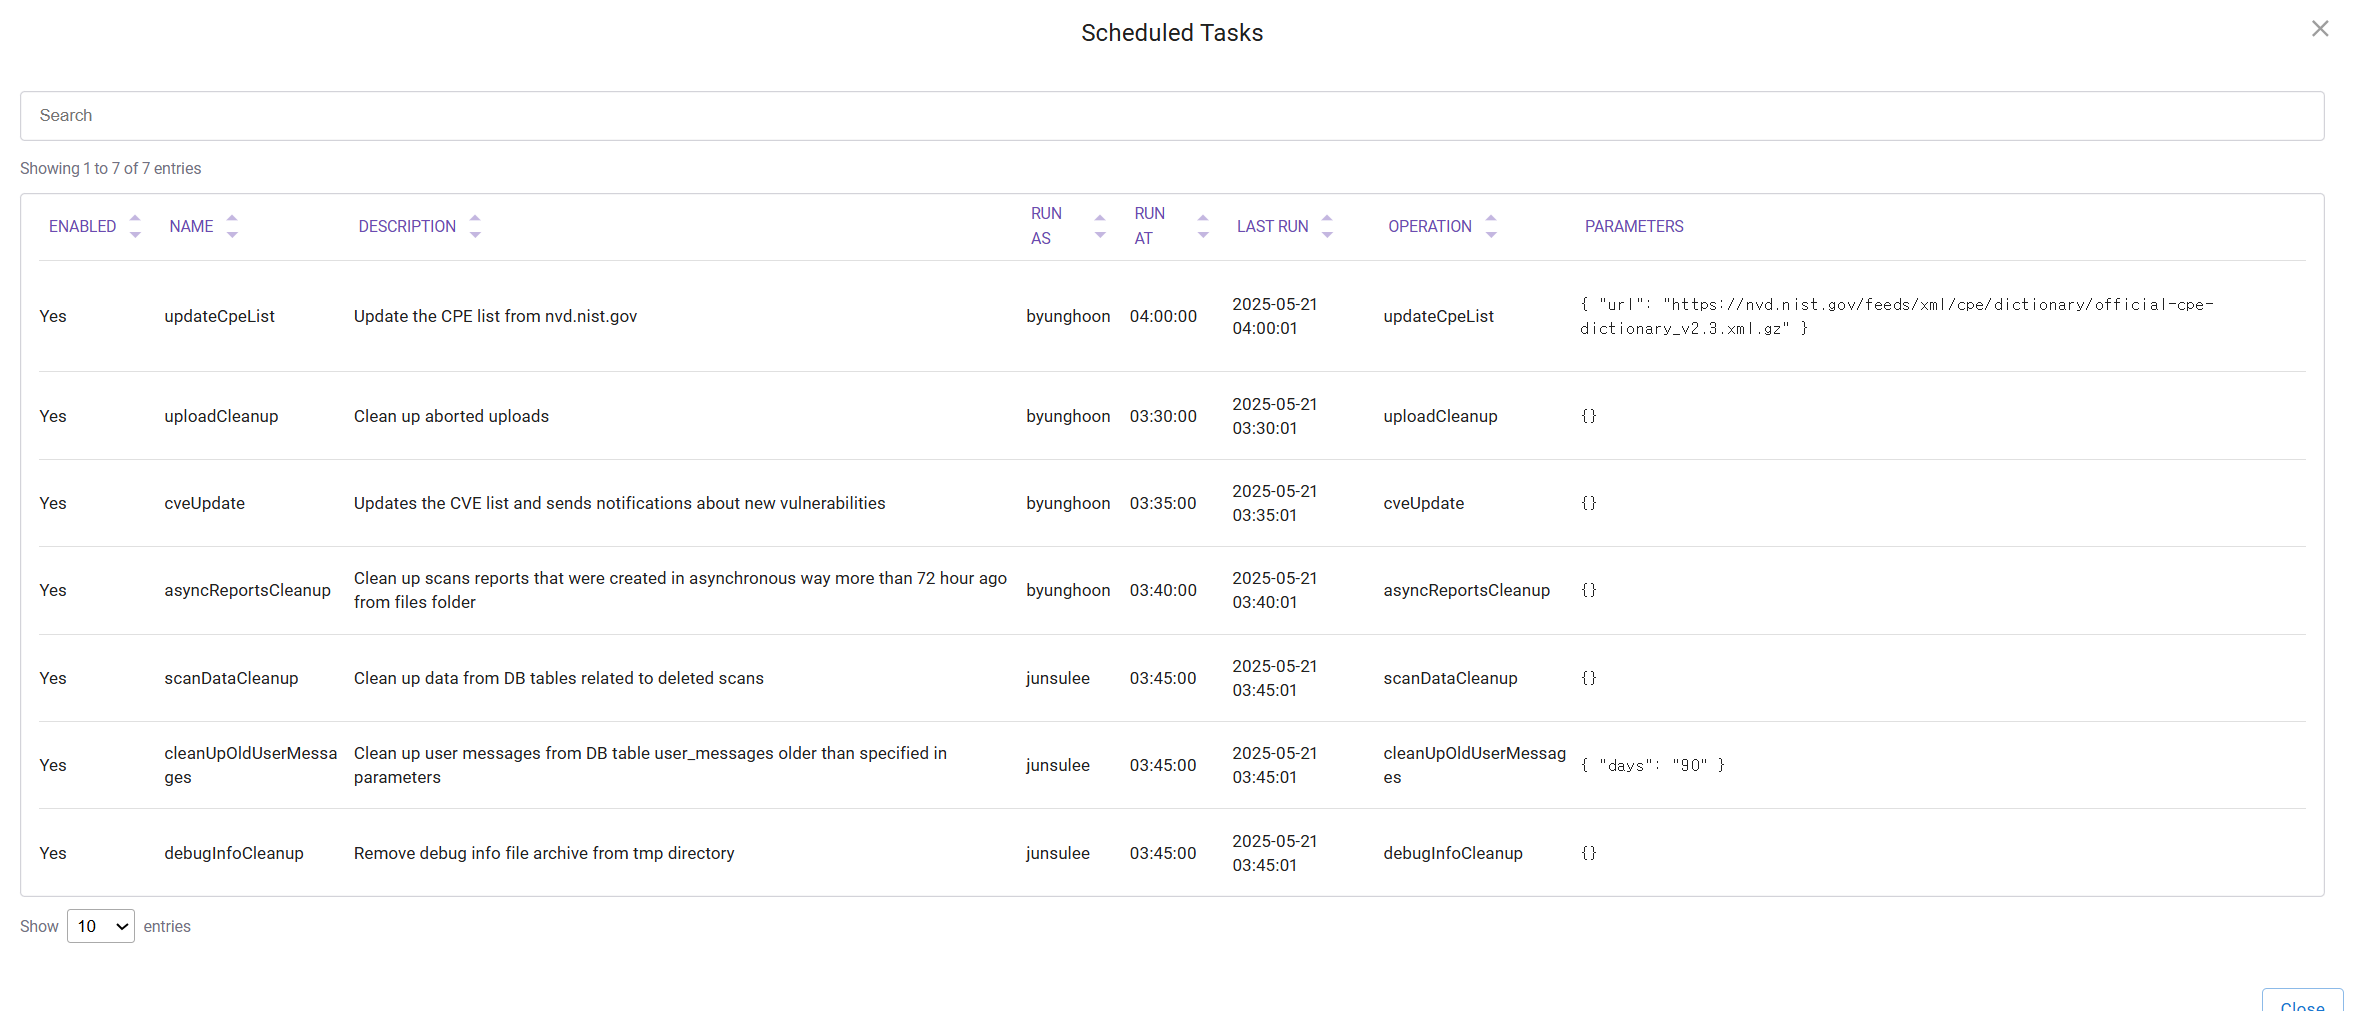 Scheduled Tasks
Search
Showing 1 to 7 of 7 entries
ENABLED NAME DESCRIPTION RUN AS RUN AT LAST RUN OPERATION PARAMETERS
Yes updateCpeList Update the CPE list from nvd.nist.gov byunghoon 04:00:00 2025-05-21 04:00:01 updateCpeList { "url": "https://nvd.nist.gov/feeds/xml/cpe/dictionary/official-cpe-dictionary_v2.3.xml.gz" }
Yes uploadCleanup Clean up aborted uploads byunghoon 03:30:00 2025-05-21 03:30:01 uploadCleanup {}
Yes cveUpdate Updates the CVE list and sends notifications about new vulnerabilities byunghoon 03:35:00 2025-05-21 03:35:01 cveUpdate {}
Yes asyncReportsCleanup Clean up scans reports that were created in asynchronous way more than 72 hour ago from files folder byunghoon 03:40:00 2025-05-21 03:40:01 asyncReportsCleanup {}
Yes scanDataCleanup Clean up data from DB tables related to deleted scans junsulee 03:45:00 2025-05-21 03:45:01 scanDataCleanup {}
Yes cleanUpOldUserMessages Clean up user messages from DB table user_messages older than specified in parameters junsulee 03:45:00 2025-05-21 03:45:01 cleanUpOldUserMessages { "days": "90" }
Yes debugInfoCleanup Remove debug info file archive from tmp directory junsulee 03:45:00 2025-05-21 03:45:01 debugInfoCleanup {}
Show 10 entries
Close